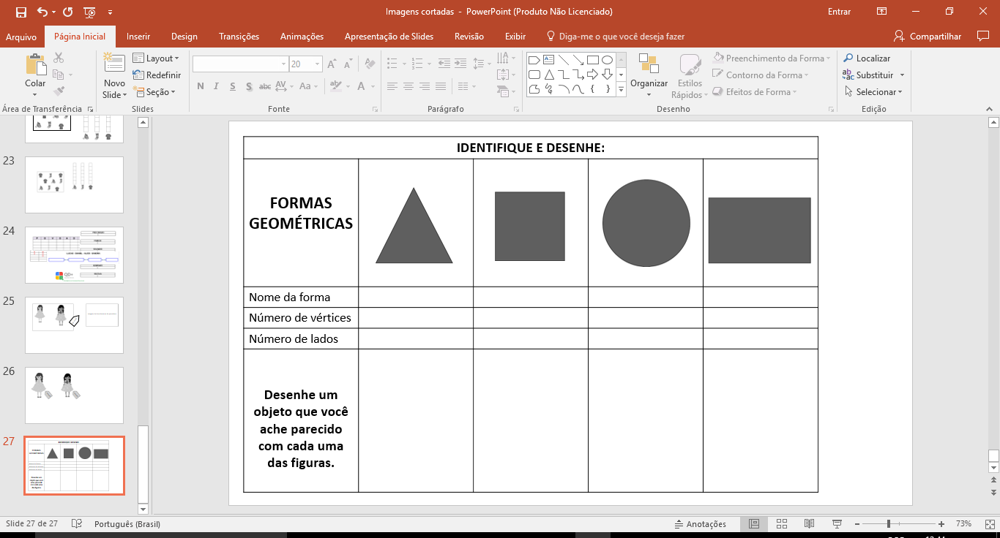 Imagens cortadas - PowerPoint (Produto Não Licenciado)
Entrar
Arquivo
Página Inicial
Inserir
Design
Transições
Animações
Apresentação de Slides
Revisão
Exibir
Diga-me o que você deseja fazer
Compartilhar
Colar
Novo
Slide
Layout
Redefinir
Seção
20
N I S S abc AV Aa
A
Organizar
Estilos
Rápidos
Preenchimento da Forma
Contorno da Forma
Efeitos de Forma
Localizar
Substituir
Selecionar
Área de Transferência
Slides
Fonte
Parágrafo
Desenho
Edição
23
24
25
26
27
IDENTIFIQUE E DESENHE:
FORMAS
GEOMÉTRICAS
Nome da forma
Número de vértices
Número de lados
Desenhe um
objeto que você
ache parecido
com cada uma
das figuras.
Slide 27 de 27
Português (Brasil)
Anotações
73%